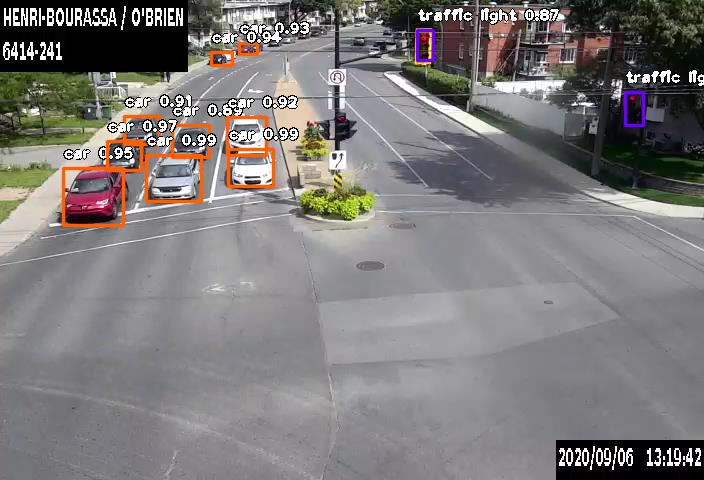 HENRI-BOURASSA / O'BRIEN
6414-241
traffic light 0.87
car 0.93
car 0.94
traffic lig
car 0.91
car 0.92
car 0.97
car 0.99
car 0.99
car 0.95
2020/09/06 13:19:42